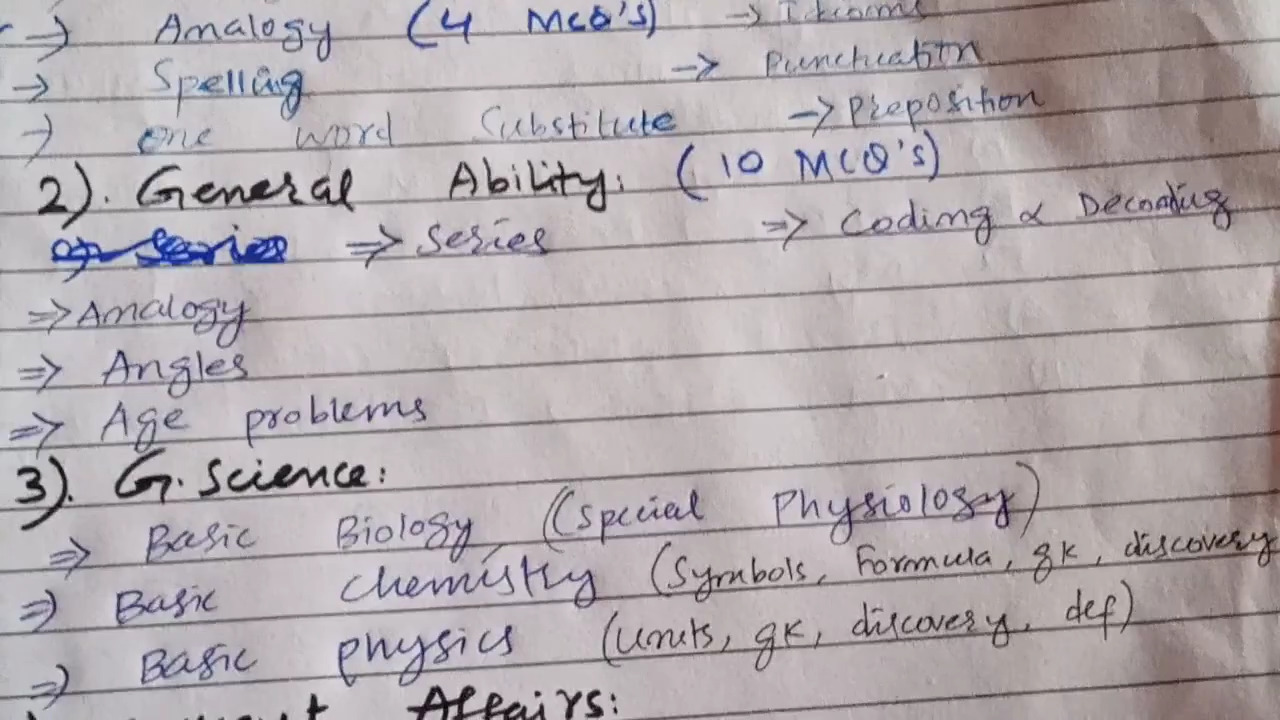 → Analogy (4 MCQ's) → Idioms
→ Spelling → Punctuation
→ One word Substitute → Preposition
2). General Ability: (10 MCQ's)
⇒ Series ⇒ Coding & Decoding
⇒ Analogy
⇒ Angles
⇒ Age problems
3). G. Science:
⇒ Basic Biology (Special Physiology)
⇒ Basic chemistry (Symbols, Formula, gk, discovery
⇒ Basic physics (Units, gk, discovery, def)
Affairs: